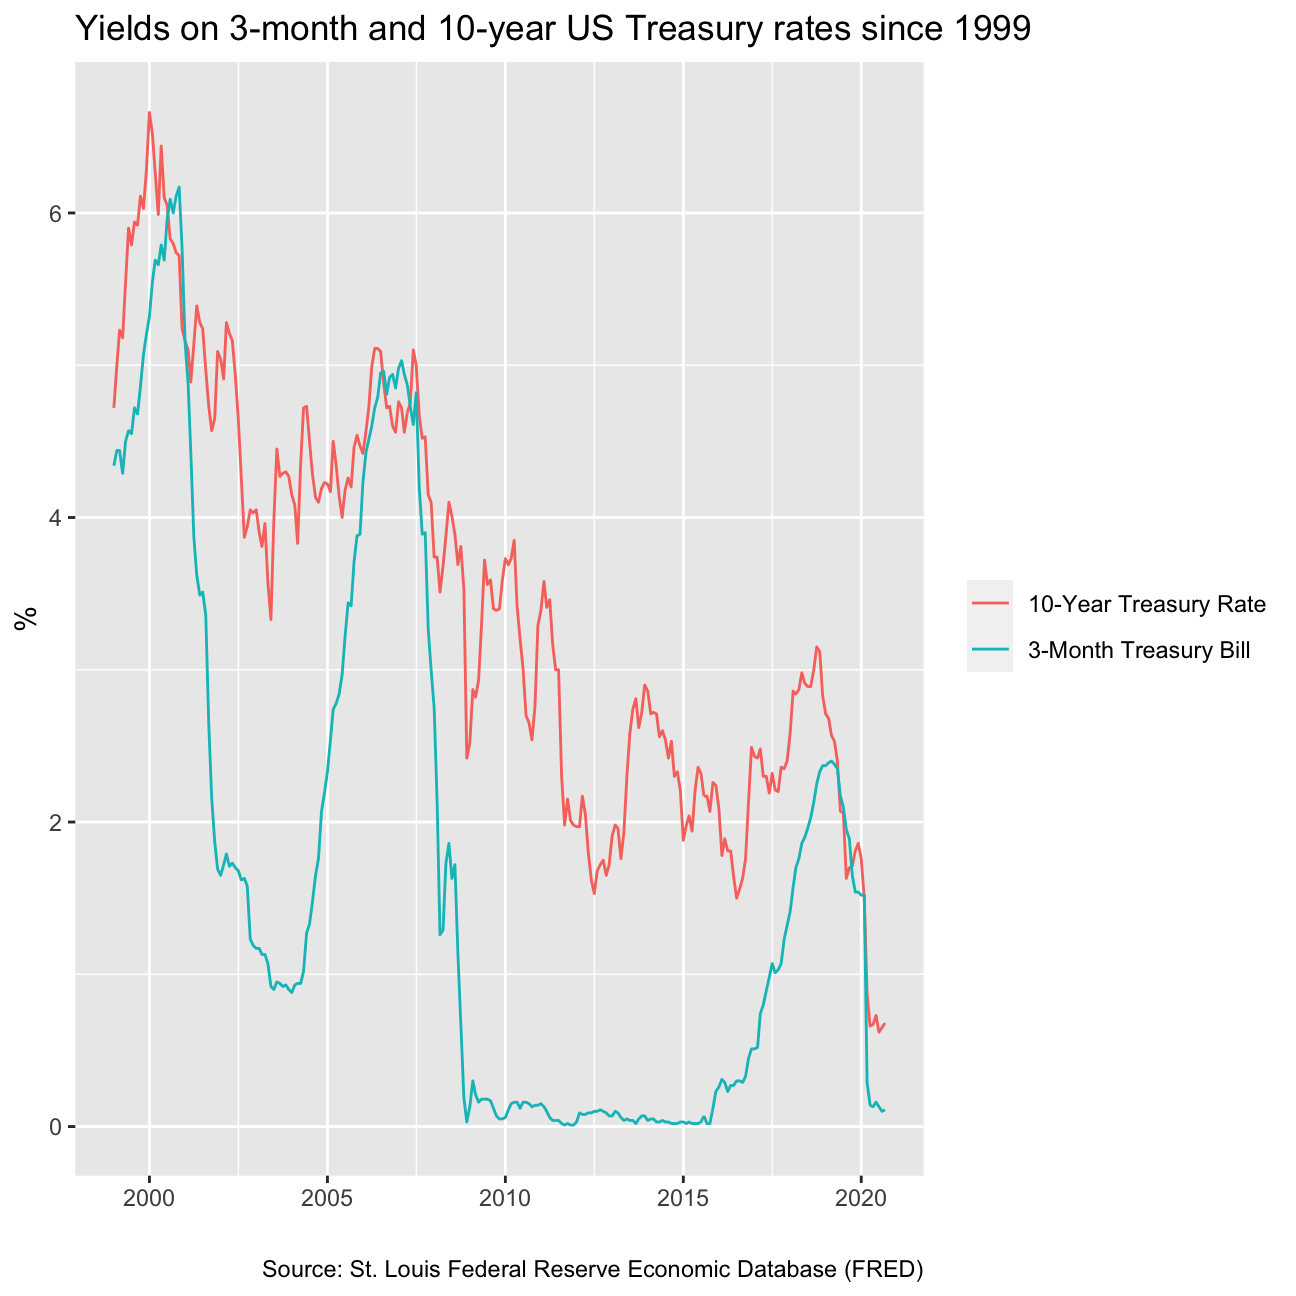 Yields on 3-month and 10-year US Treasury rates since 1999
6
4
2
0
%
10-Year Treasury Rate
3-Month Treasury Bill
2000 2005 2010 2015 2020
Source: St. Louis Federal Reserve Economic Database (FRED)